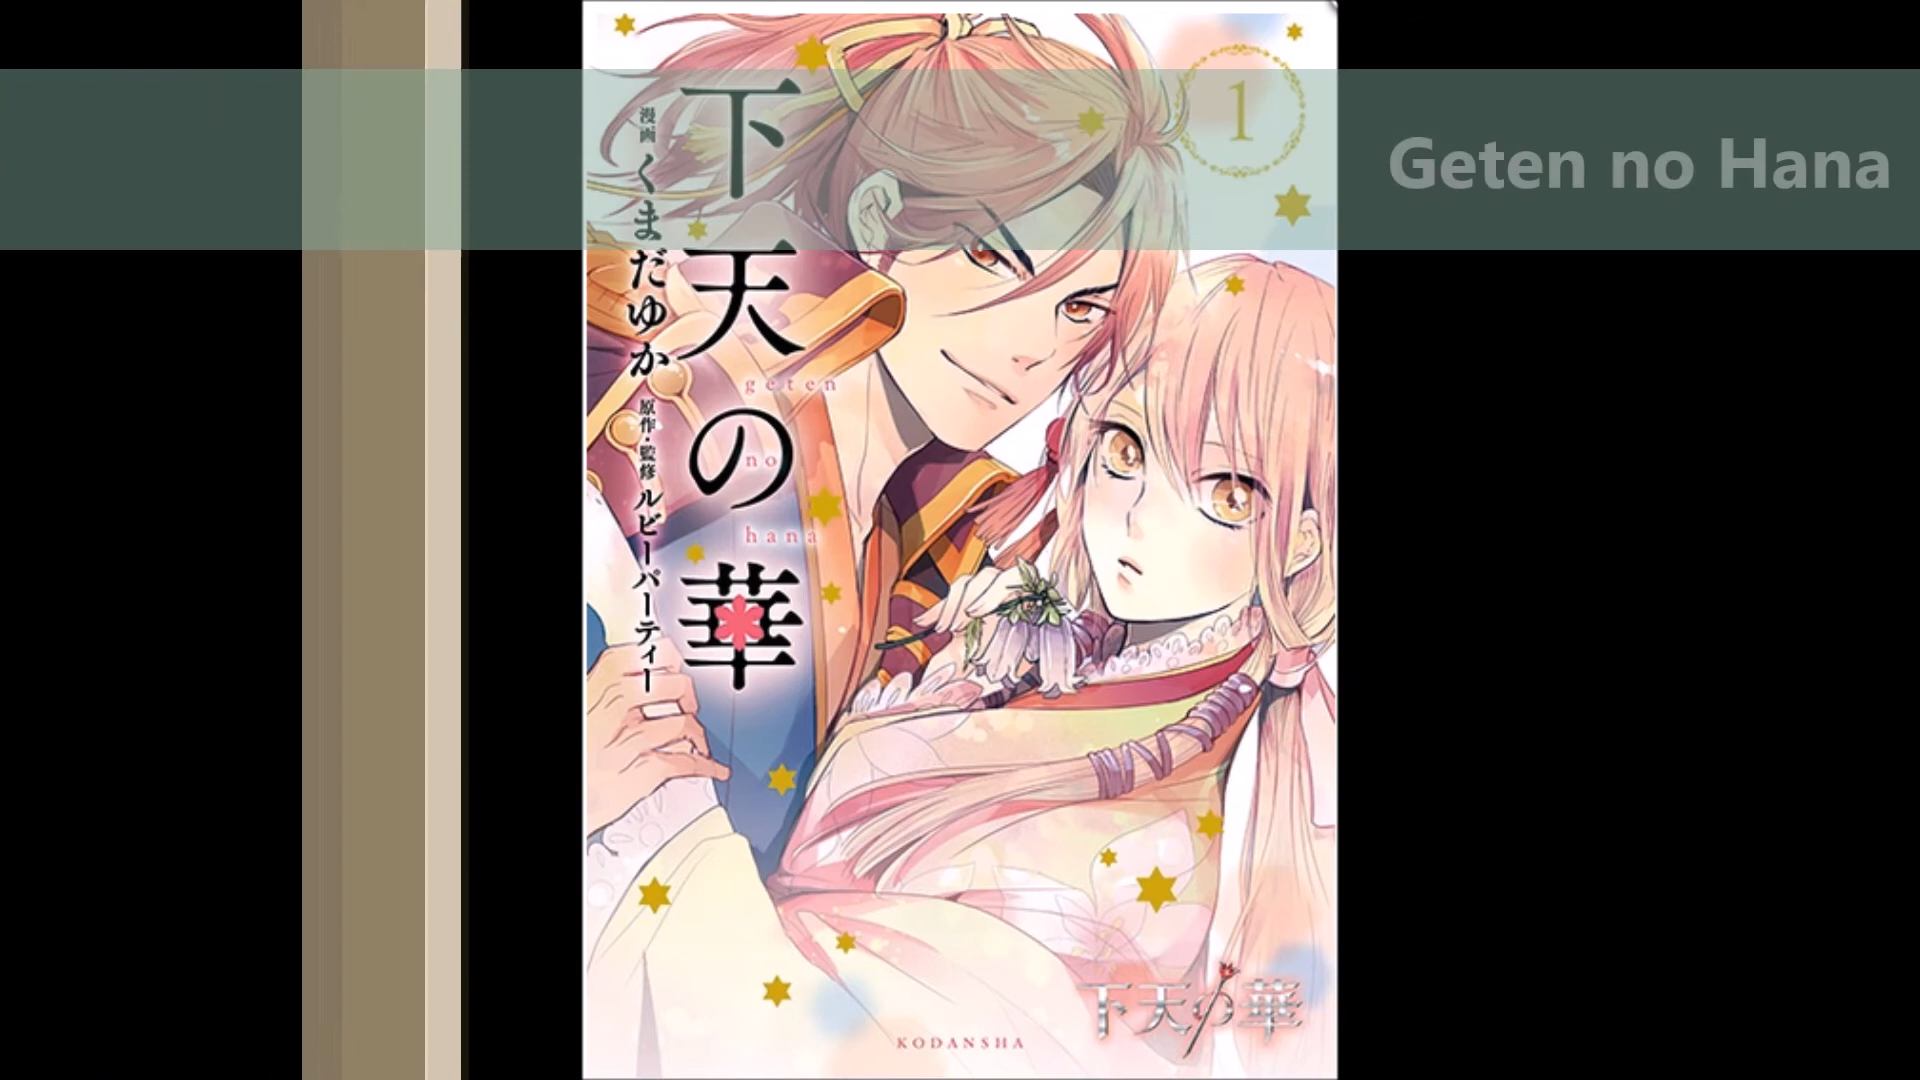 Geten no Hana
1
下天の華
geten
no
hana
漫画 くまだゆか
原作・監修 ルビーパーティー
下天の華
KODANSHA